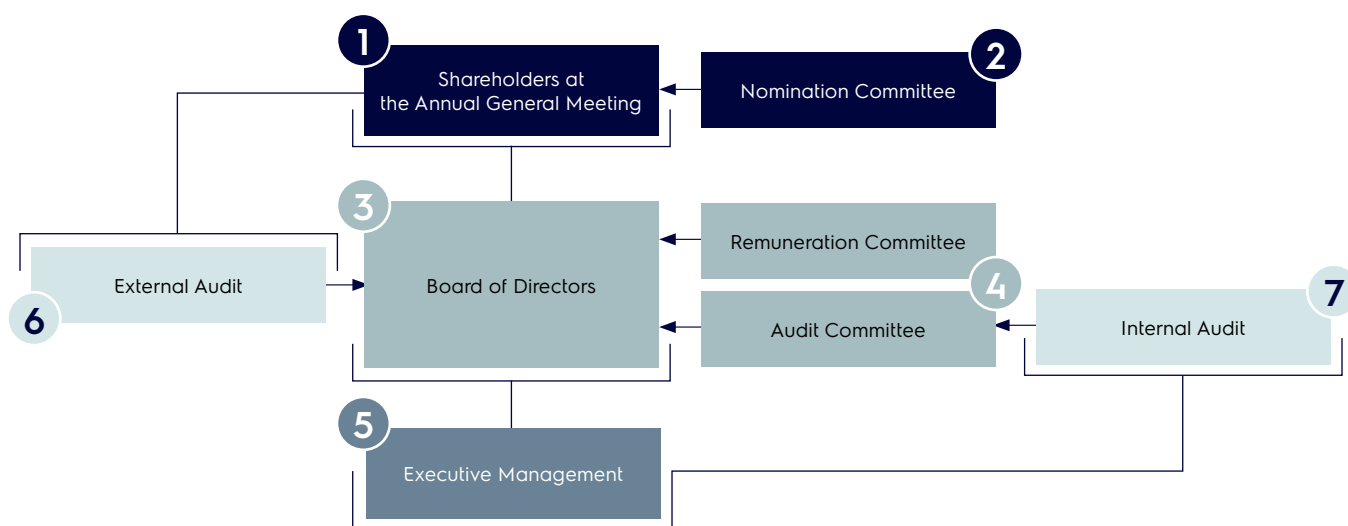 1
Shareholders at
the Annual General Meeting
2
Nomination Committee
3
Board of Directors
Remuneration Committee
4
Audit Committee
6
External Audit
7
Internal Audit
5
Executive Management